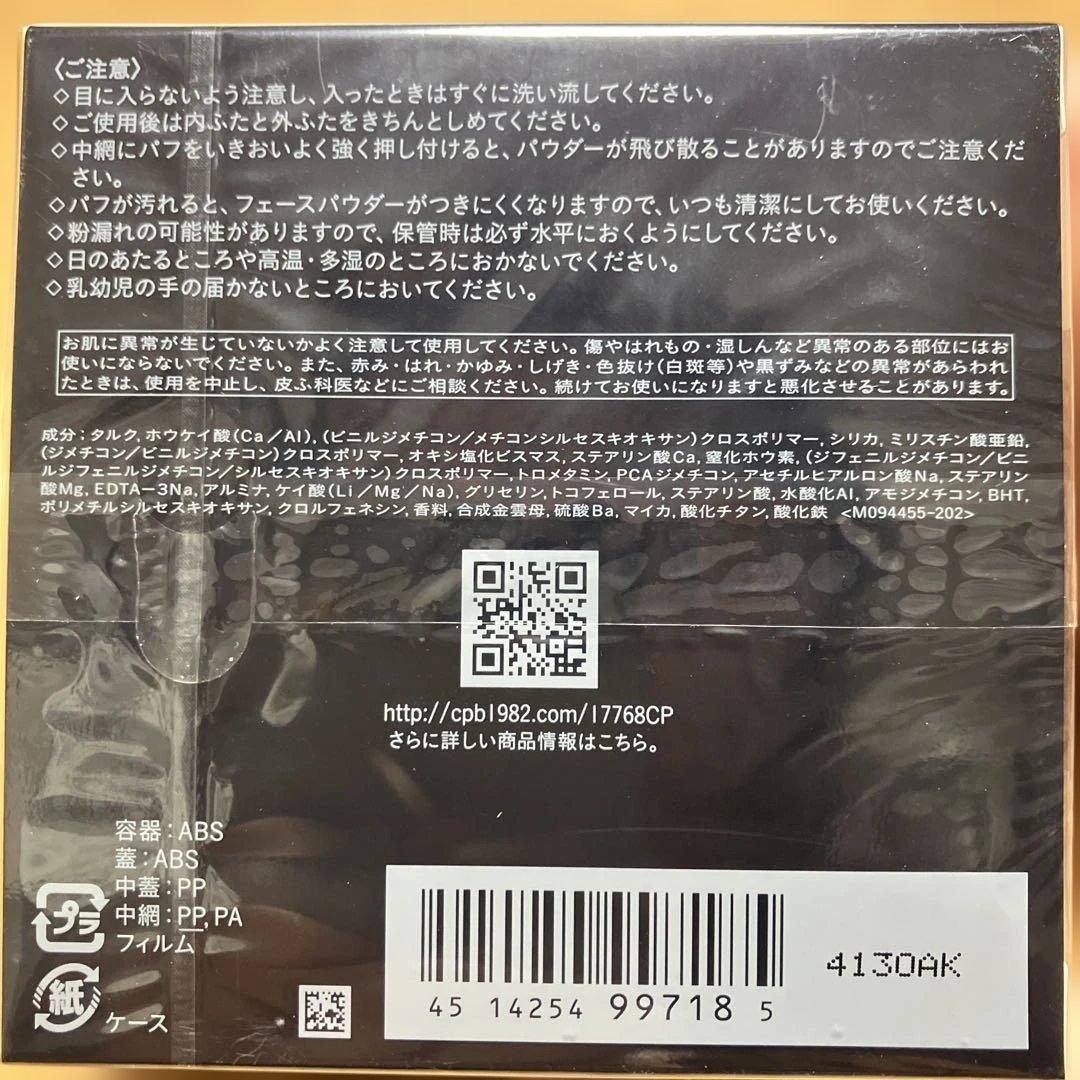 〈ご注意〉
◇目に入らないよう注意し、入ったときはすぐに洗い流してください。
◇ご使用後は内ふたと外ふたをきちんとしめてください。
◇中網にパフをいきおいよく強く押し付けると、パウダーが飛び散ることがありますのでご注意くだ
さい。
◇パフが汚れると、フェースパウダーがつきにくくなりますので、いつも清潔にしてお使いください。
◇粉漏れの可能性がありますので、保管時は必ず水平におくようにしてください。
◇日のあたるところや高温・多湿のところにおかないでください。
◇乳幼児の手の届かないところにおいてください。
お肌に異常が生じていないかよく注意して使用してください。傷やはれもの・湿しんなど異常のある部位にはお
使いにならないでください。また、赤み・はれ・かゆみ・しげき・色抜け(白斑等)や黒ずみなどの異常があらわれ
たときは、使用を中止し、皮ふ科医などにご相談ください。続けてお使いになりますと悪化させることがあります。
成分：タルク, ホウケイ酸(Ca／Al), (ビニルジメチコン/メチコンシルセスキオキサン)クロスポリマー, シリカ, ミリスチン酸亜鉛,
(ジメチコン/ビニルジメチコン)クロスポリマー, オキシ塩化ビスマス, ステアリン酸Ca, 窒化ホウ素, (ジフェニルジメチコン/ビニ
ルジフェニルジメチコン/シルセスキオキサン)クロスポリマー, トロメタミン, PCAジメチコン, アセチルヒアルロン酸Na, ステアリン
酸Mg, EDTA−3Na, アルミナ, ケイ酸(Li／Mg／Na), グリセリン, トコフェロール, ステアリン酸, 水酸化Al, アモジメチコン, BHT,
ポリメチルシルセスキオキサン, クロルフェネシン, 香料, 合成金雲母, 硫酸Ba, マイカ, 酸化チタン, 酸化鉄 <M094455-202>
http://cpb1982.com/17768CP
さらに詳しい商品情報はこちら。
容器：ABS
蓋：ABS
中蓋：PP
中網：PP, PA
フィルム
プラ
紙
ケース
45 14254 99718 5
4130AK